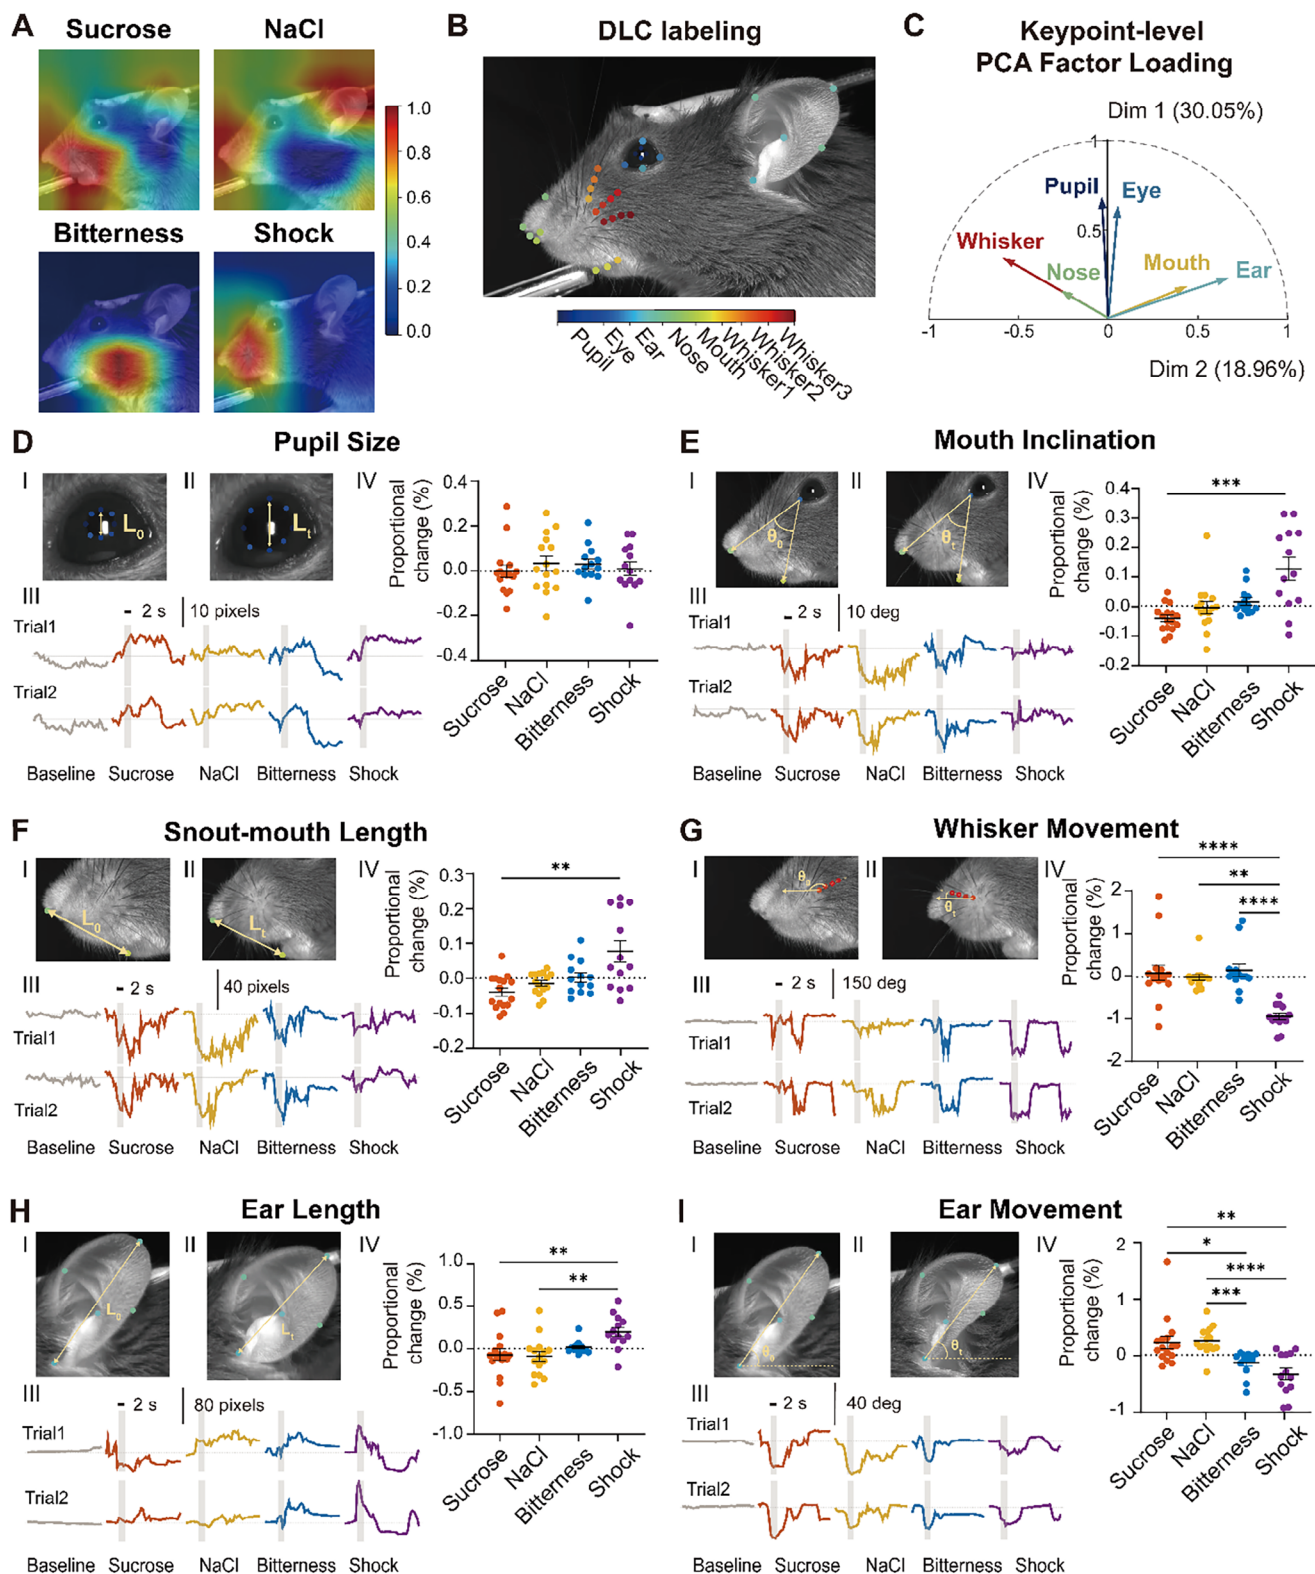 A
Sucrose
NaCl
Bitterness
Shock
1.0
0.8
0.6
0.4
0.2
0.0
B
DLC labeling
Pupil
Eye
Ear
Nose
Mouth
Whisker1
Whisker2
Whisker3
C
Keypoint-level
PCA Factor Loading
Dim 1 (30.05%)
1
Pupil
Eye
0.5
Whisker
Nose
Mouth
Ear
-1
-0.5
0
0.5
1
Dim 2 (18.96%)
D
Pupil Size
I
L0
II
Lt
III
2 s
10 pixels
Trial1
Trial2
Baseline
Sucrose
NaCl
Bitterness
Shock
IV
Proportional
change (%)
0.4
0.2
0.0
-0.2
-0.4
Sucrose
NaCl
Bitterness
Shock
E
Mouth Inclination
I
θ0
II
θt
III
2 s
10 deg
Trial1
Trial2
Baseline
Sucrose
NaCl
Bitterness
Shock
IV
Proportional
change (%)
***
0.4
0.3
0.2
0.1
0.0
-0.1
-0.2
Sucrose
NaCl
Bitterness
Shock
F
Snout-mouth Length
I
L0
II
Lt
III
2 s
40 pixels
Trial1
Trial2
Baseline
Sucrose
NaCl
Bitterness
Shock
IV
Proportional
change (%)
**
0.3
0.2
0.1
0.0
-0.1
-0.2
Sucrose
NaCl
Bitterness
Shock
G
Whisker Movement
I
θ0
II
θt
III
2 s
150 deg
Trial1
Trial2
Baseline
Sucrose
NaCl
Bitterness
Shock
IV
Proportional
change (%)
****
**
****
2
1
0
-1
-2
Sucrose
NaCl
Bitterness
Shock
H
Ear Length
I
L0
II
Lt
III
2 s
80 pixels
Trial1
Trial2
Baseline
Sucrose
NaCl
Bitterness
Shock
IV
Proportional
change (%)
**
**
1.0
0.5
0.0
-0.5
-1.0
Sucrose
NaCl
Bitterness
Shock
I
Ear Movement
I
θ0
II
θt
III
2 s
40 deg
Trial1
Trial2
Baseline
Sucrose
NaCl
Bitterness
Shock
IV
Proportional
change (%)
**
*
****
***
2
1
0
-1
Sucrose
NaCl
Bitterness
Shock